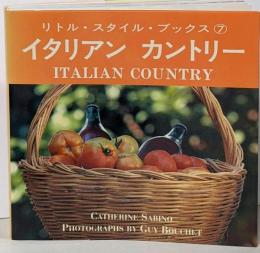 リトル・スタイル・ブックス⑦
イタリアン カントリー
ITALIAN COUNTRY
CATHERINE SABINO
PHOTOGRAPHS BY GUY BOUCHET